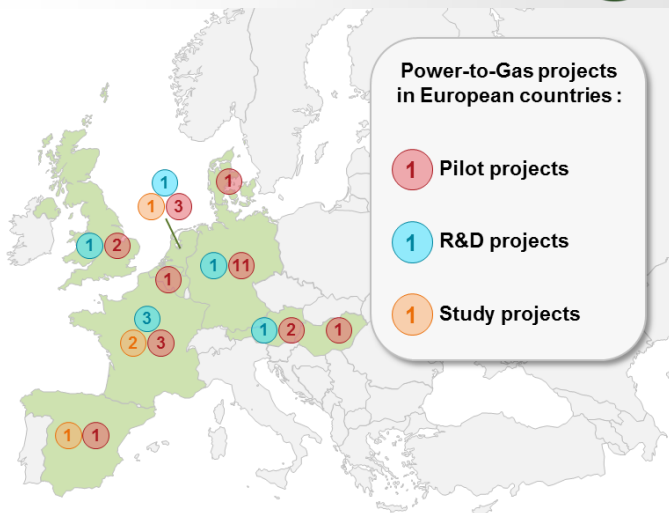 Power-to-Gas projects
in European countries :
1 Pilot projects
1 R&D projects
1 Study projects
1
1
1 3
1 2
1
1 11
3
2 3
1 2
1
1 1